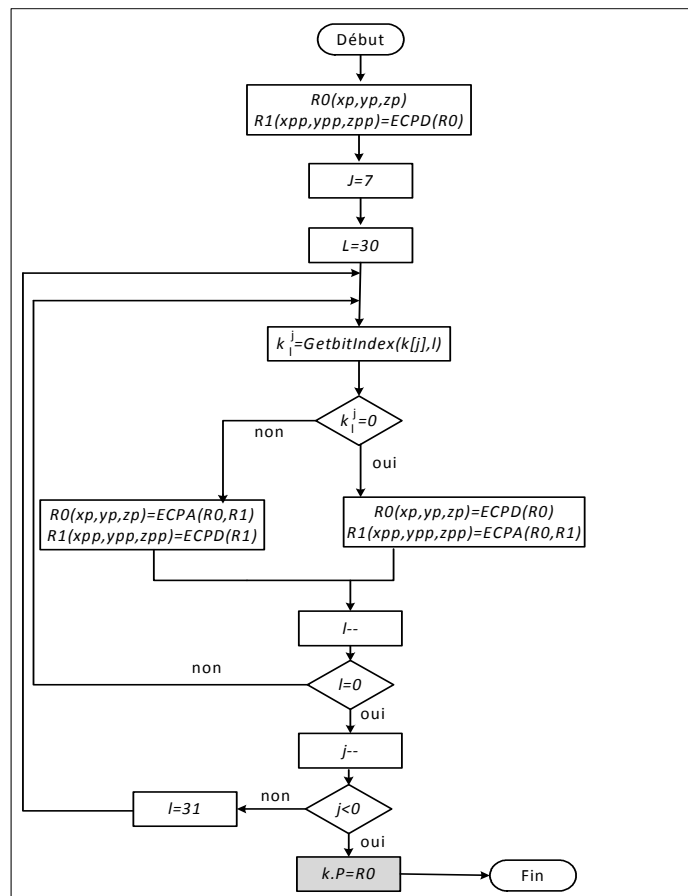 Début
R0(xp,yp,zp)
R1(xpp,ypp,zpp)=ECPD(R0)
J=7
L=30
k_l^j=GetbitIndex(k[j],l)
k_l^j=0
non
oui
R0(xp,yp,zp)=ECPA(R0,R1)
R1(xpp,ypp,zpp)=ECPD(R1)
R0(xp,yp,zp)=ECPD(R0)
R1(xpp,ypp,zpp)=ECPA(R0,R1)
l--
non
l=0
oui
j--
l=31
non
j<0
oui
k.P=R0
Fin